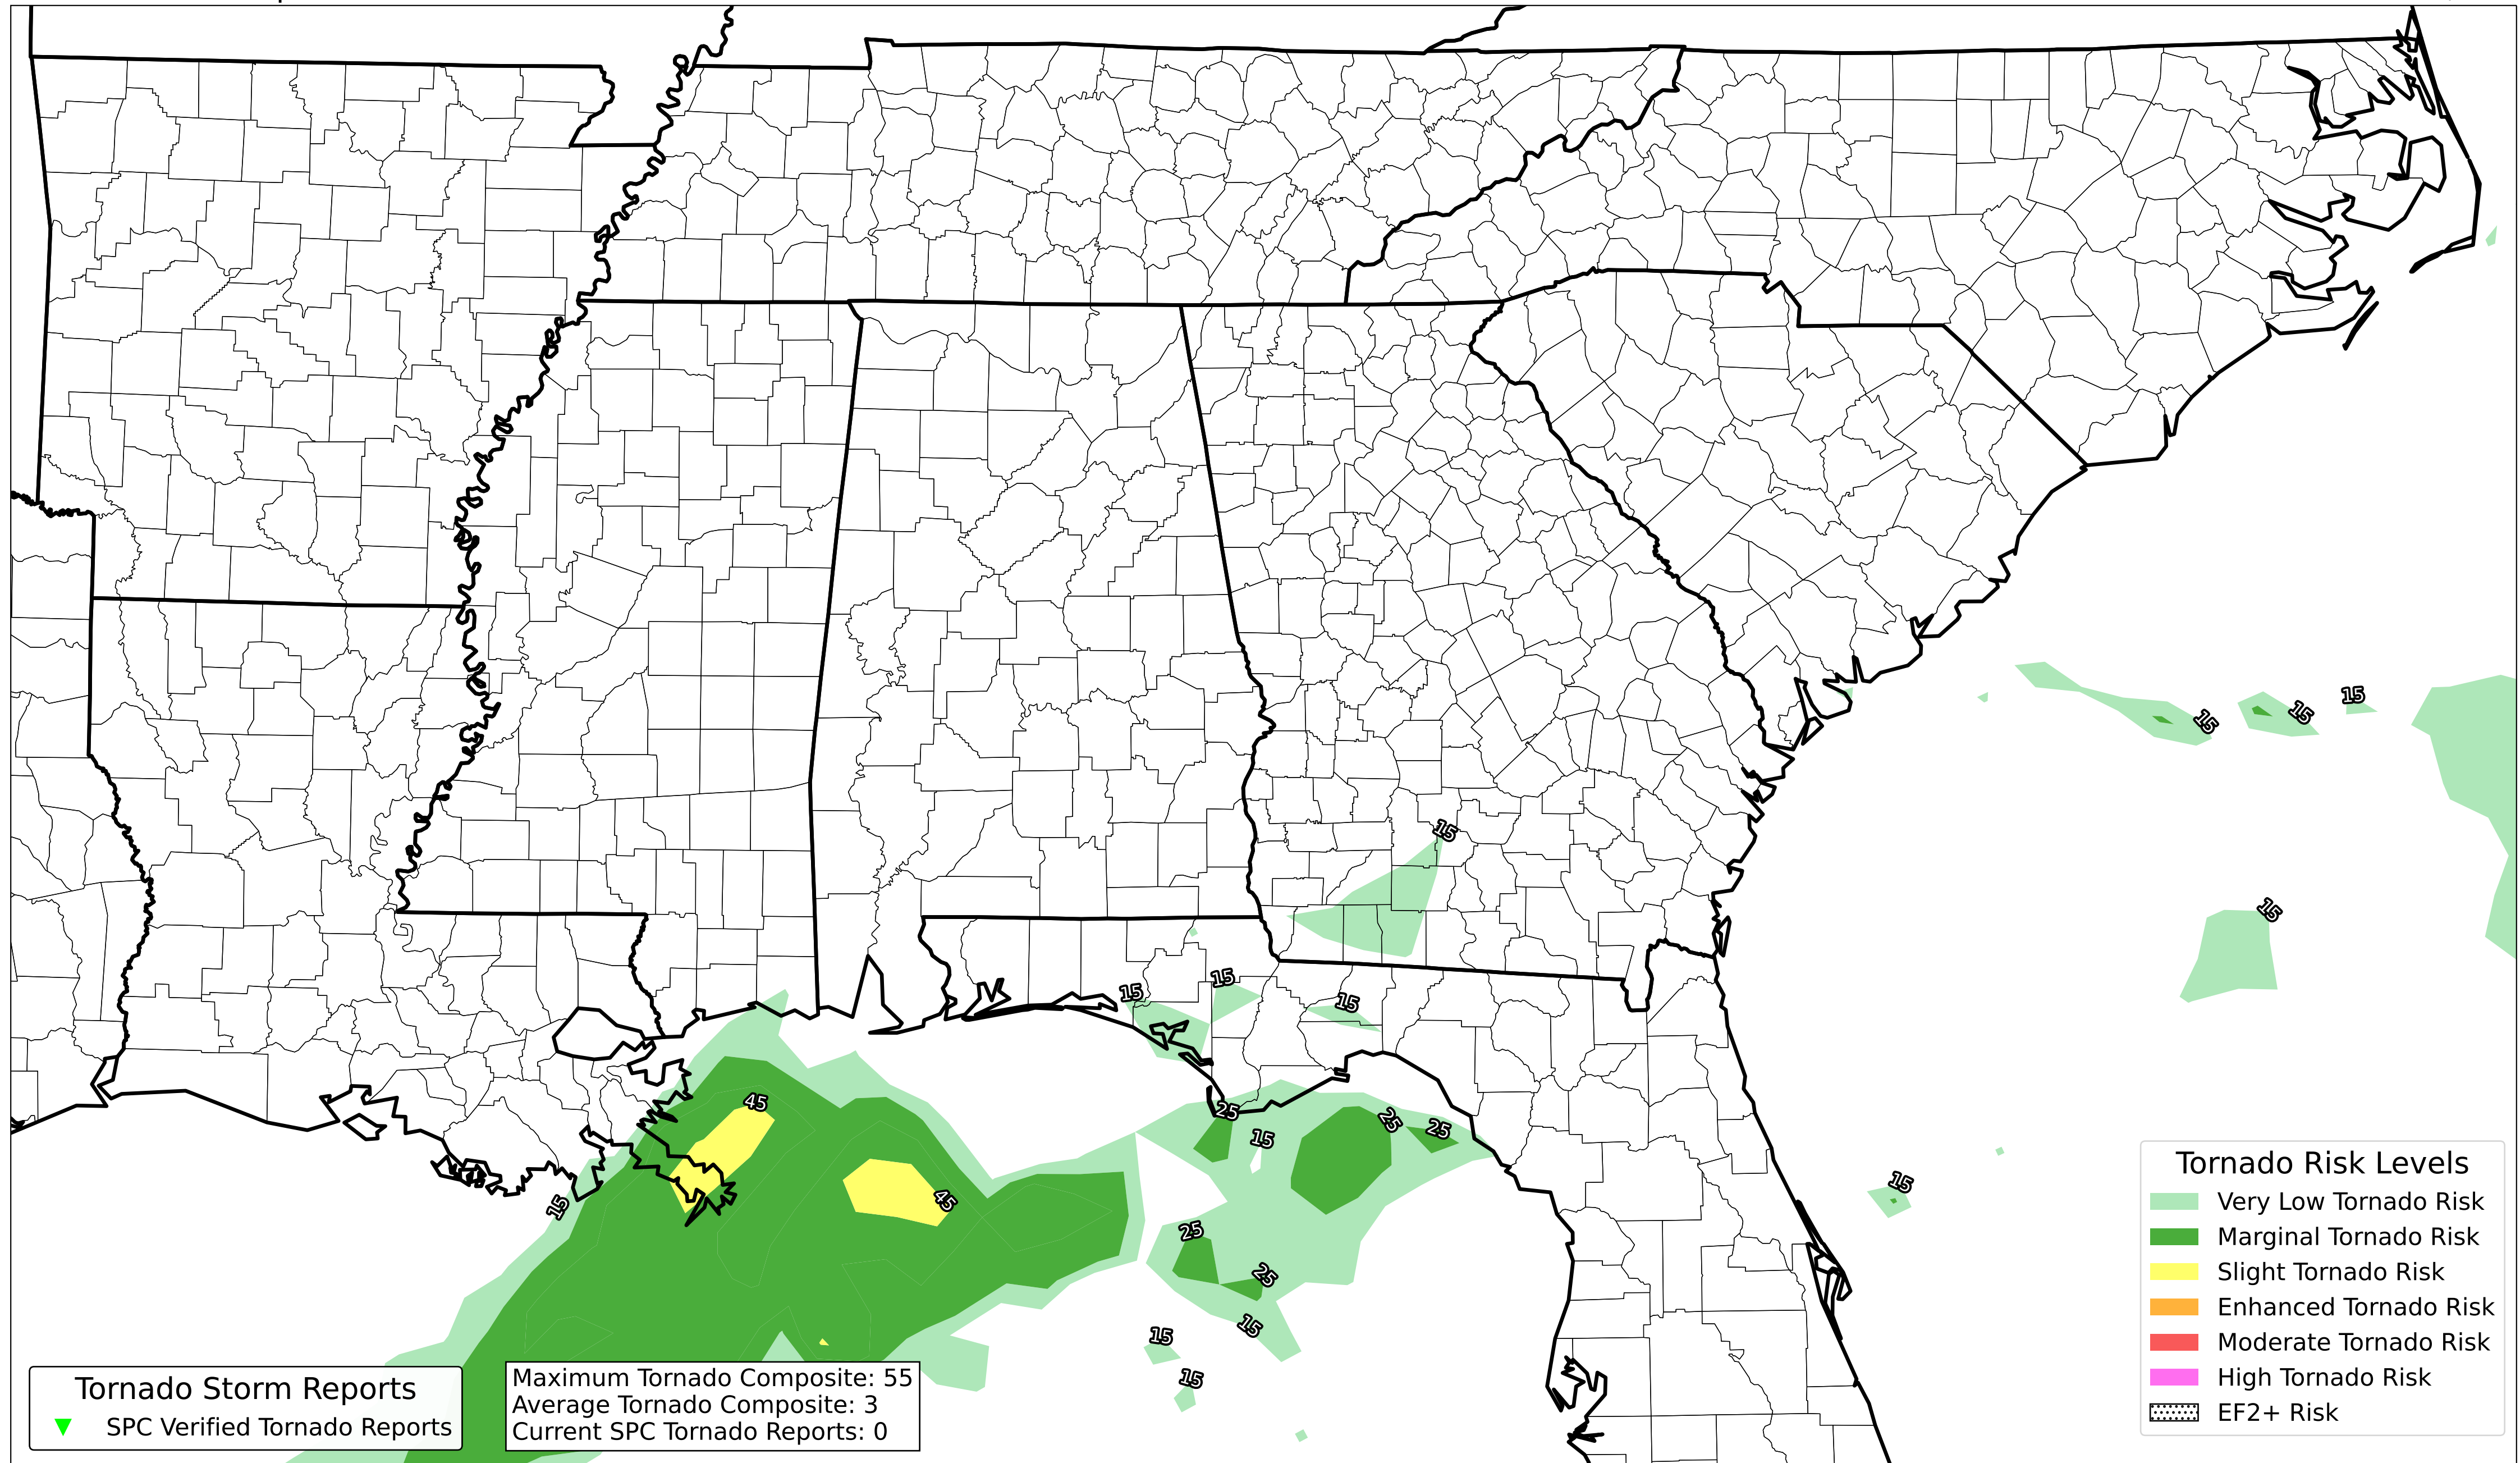 15
15
15
15
15
15
15
15
45
25
25
25
15
15
45
15
25
25
15
15
15
Tornado Risk Levels
Very Low Tornado Risk
Marginal Tornado Risk
Slight Tornado Risk
Enhanced Tornado Risk
Moderate Tornado Risk
High Tornado Risk
EF2+ Risk
Tornado Storm Reports
SPC Verified Tornado Reports
Maximum Tornado Composite: 55
Average Tornado Composite: 3
Current SPC Tornado Reports: 0